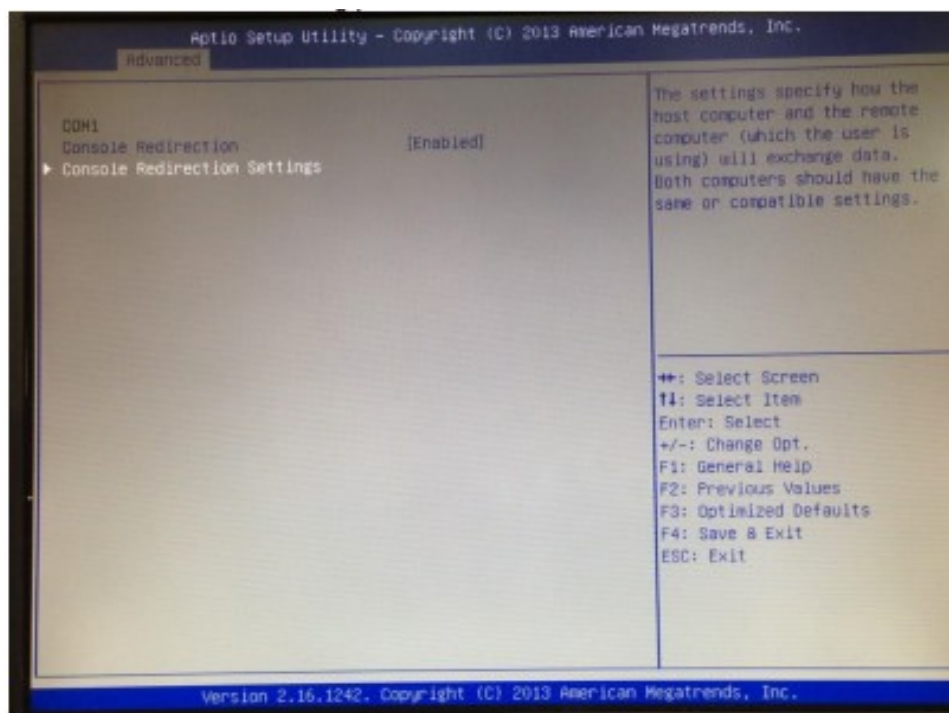 Aptio Setup Utility – Copyright (C) 2013 American Megatrends, Inc.
Advanced
COM1
Console Redirection [Enabled]
► Console Redirection Settings
The settings specify how the
host computer and the remote
computer (which the user is
using) will exchange data.
Both computers should have the
same or compatible settings.
→←: Select Screen
↑↓: Select Item
Enter: Select
+/-: Change Opt.
F1: General Help
F2: Previous Values
F3: Optimized Defaults
F4: Save & Exit
ESC: Exit
Version 2.16.1242. Copyright (C) 2013 American Megatrends, Inc.